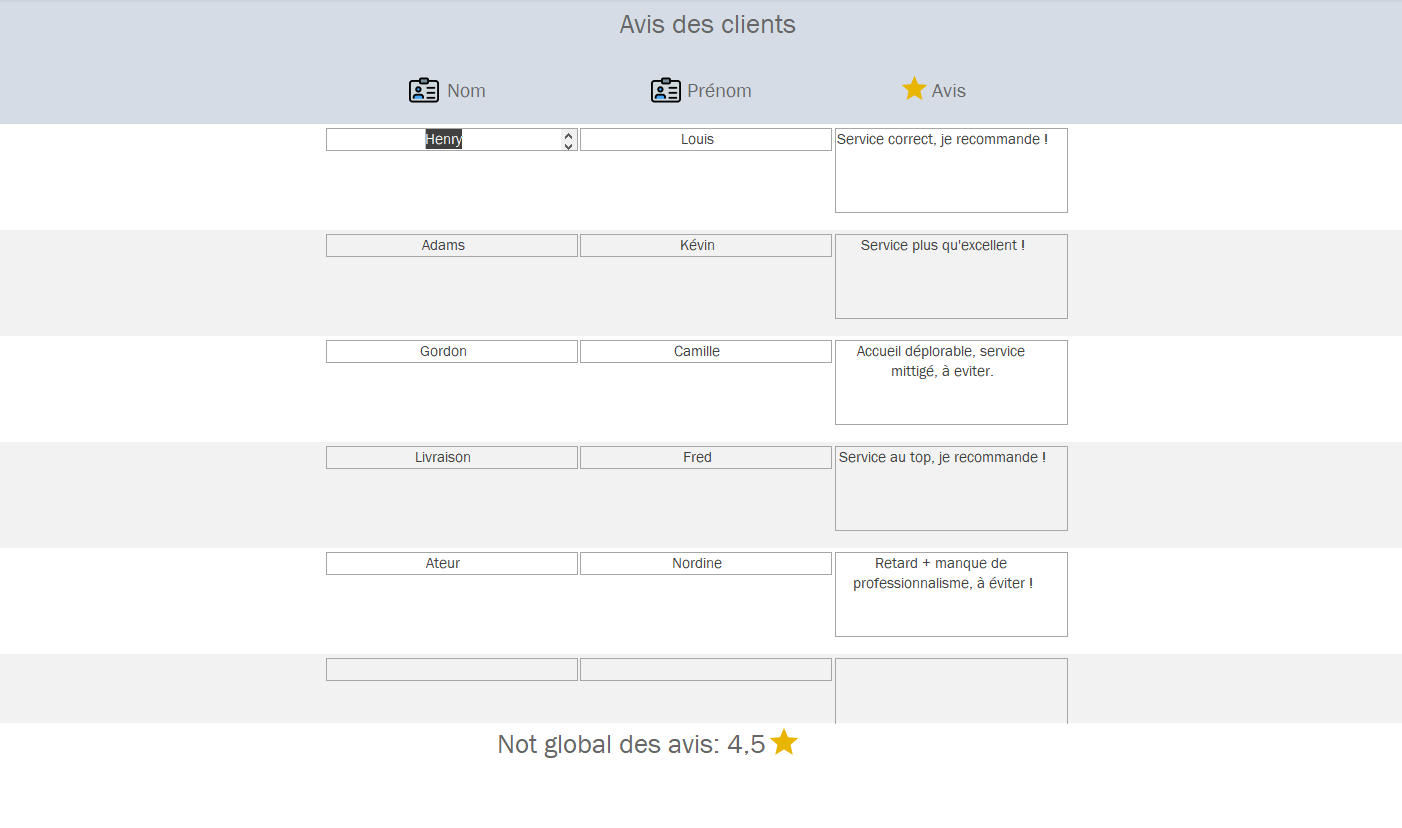 Avis des clients
Nom Prénom Avis
Henry Louis Service correct, je recommande !
Adams Kévin Service plus qu'excellent !
Gordon Camille Accueil déplorable, service
mittigé, à eviter.
Livraison Fred Service au top, je recommande !
Ateur Nordine Retard + manque de
professionnalisme, à éviter !
Not global des avis: 4,5